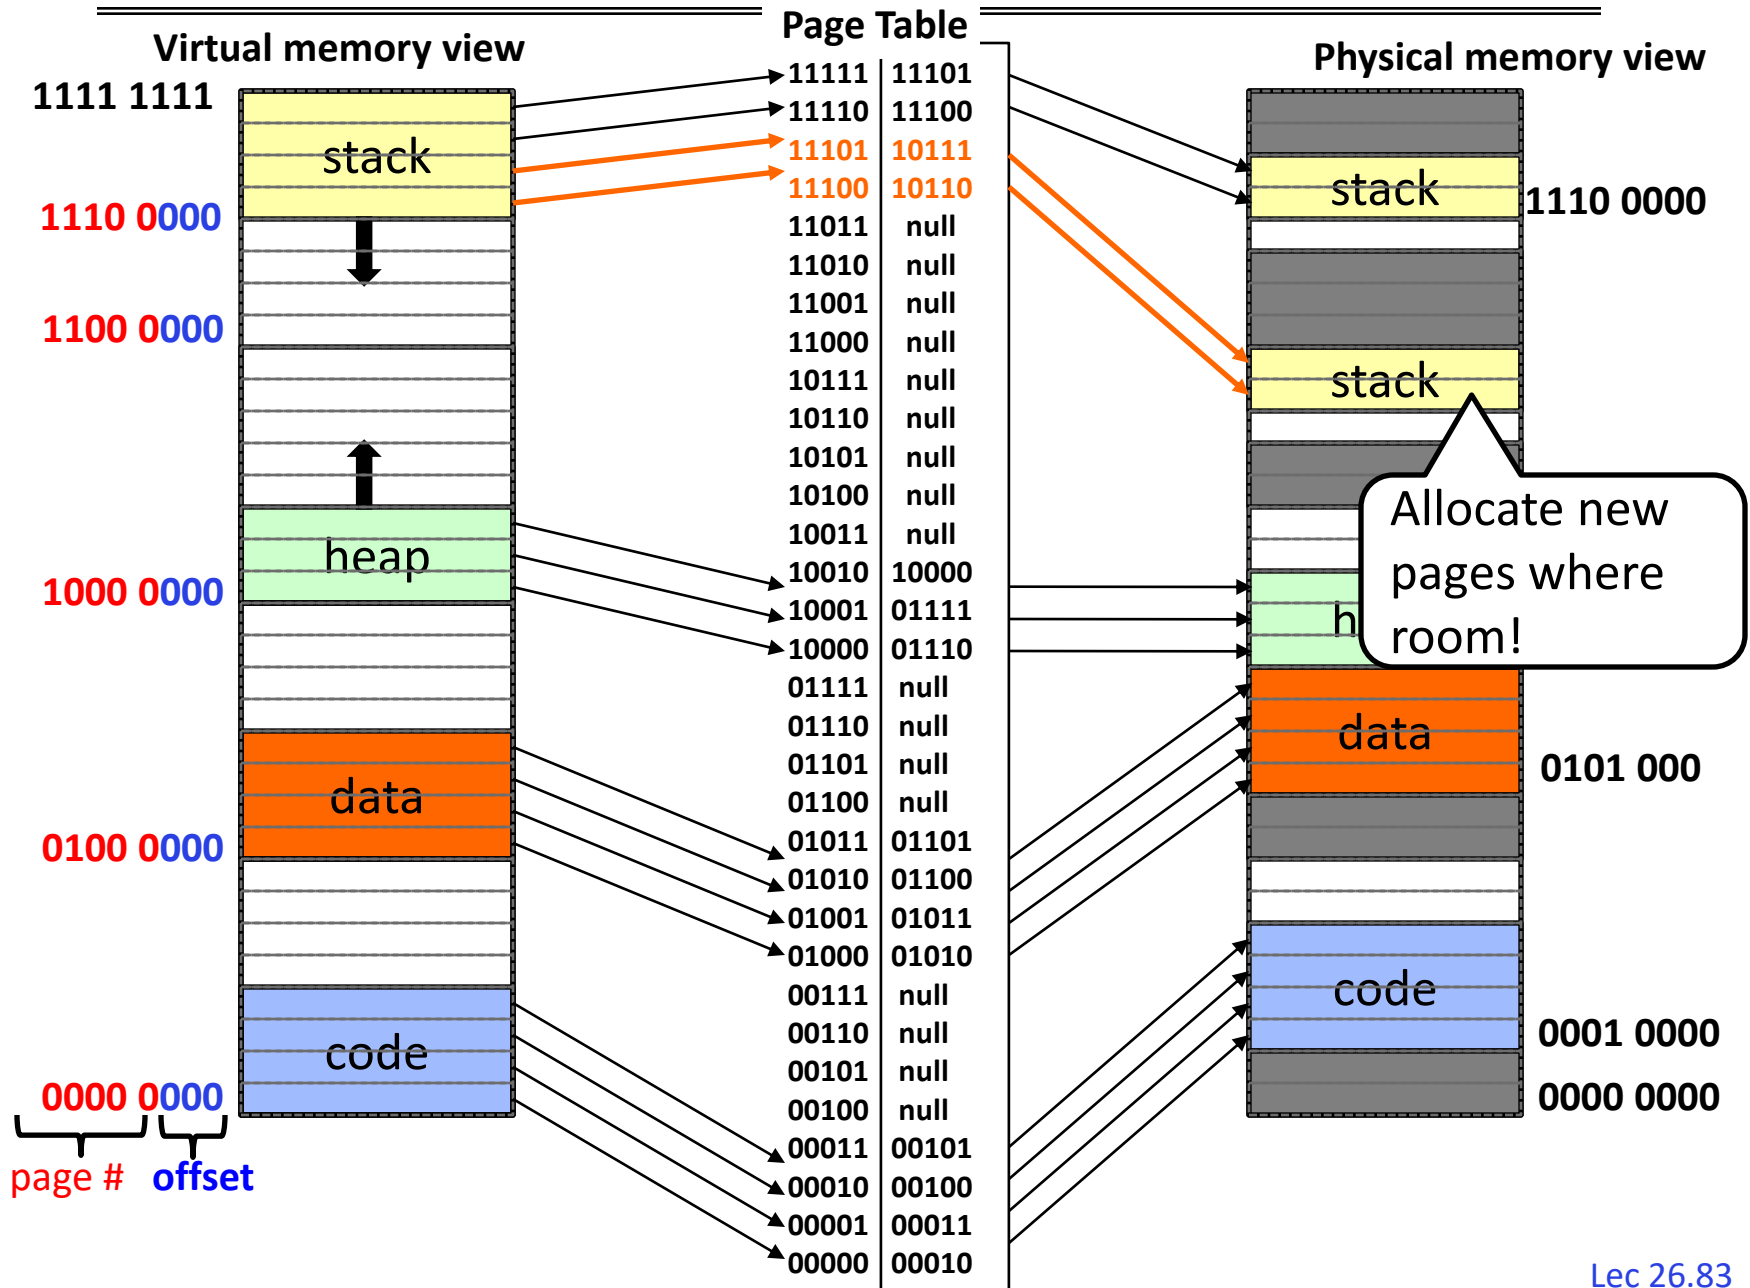 Page Table
Virtual memory view
Physical memory view
1111 1111
1110 0000
1100 0000
1000 0000
0100 0000
0000 0000
page # offset
stack
heap
data
code
11111 11101
11110 11100
11101 10111
11100 10110
11011 null
11010 null
11001 null
11000 null
10111 null
10110 null
10101 null
10100 null
10011 null
10010 10000
10001 01111
10000 01110
01111 null
01110 null
01101 null
01100 null
01011 01101
01010 01100
01001 01011
01000 01010
00111 null
00110 null
00101 null
00100 null
00011 00101
00010 00100
00001 00011
00000 00010
stack
1110 0000
stack
Allocate new
pages where
room!
h
data
0101 000
code
0001 0000
0000 0000
Lec 26.83